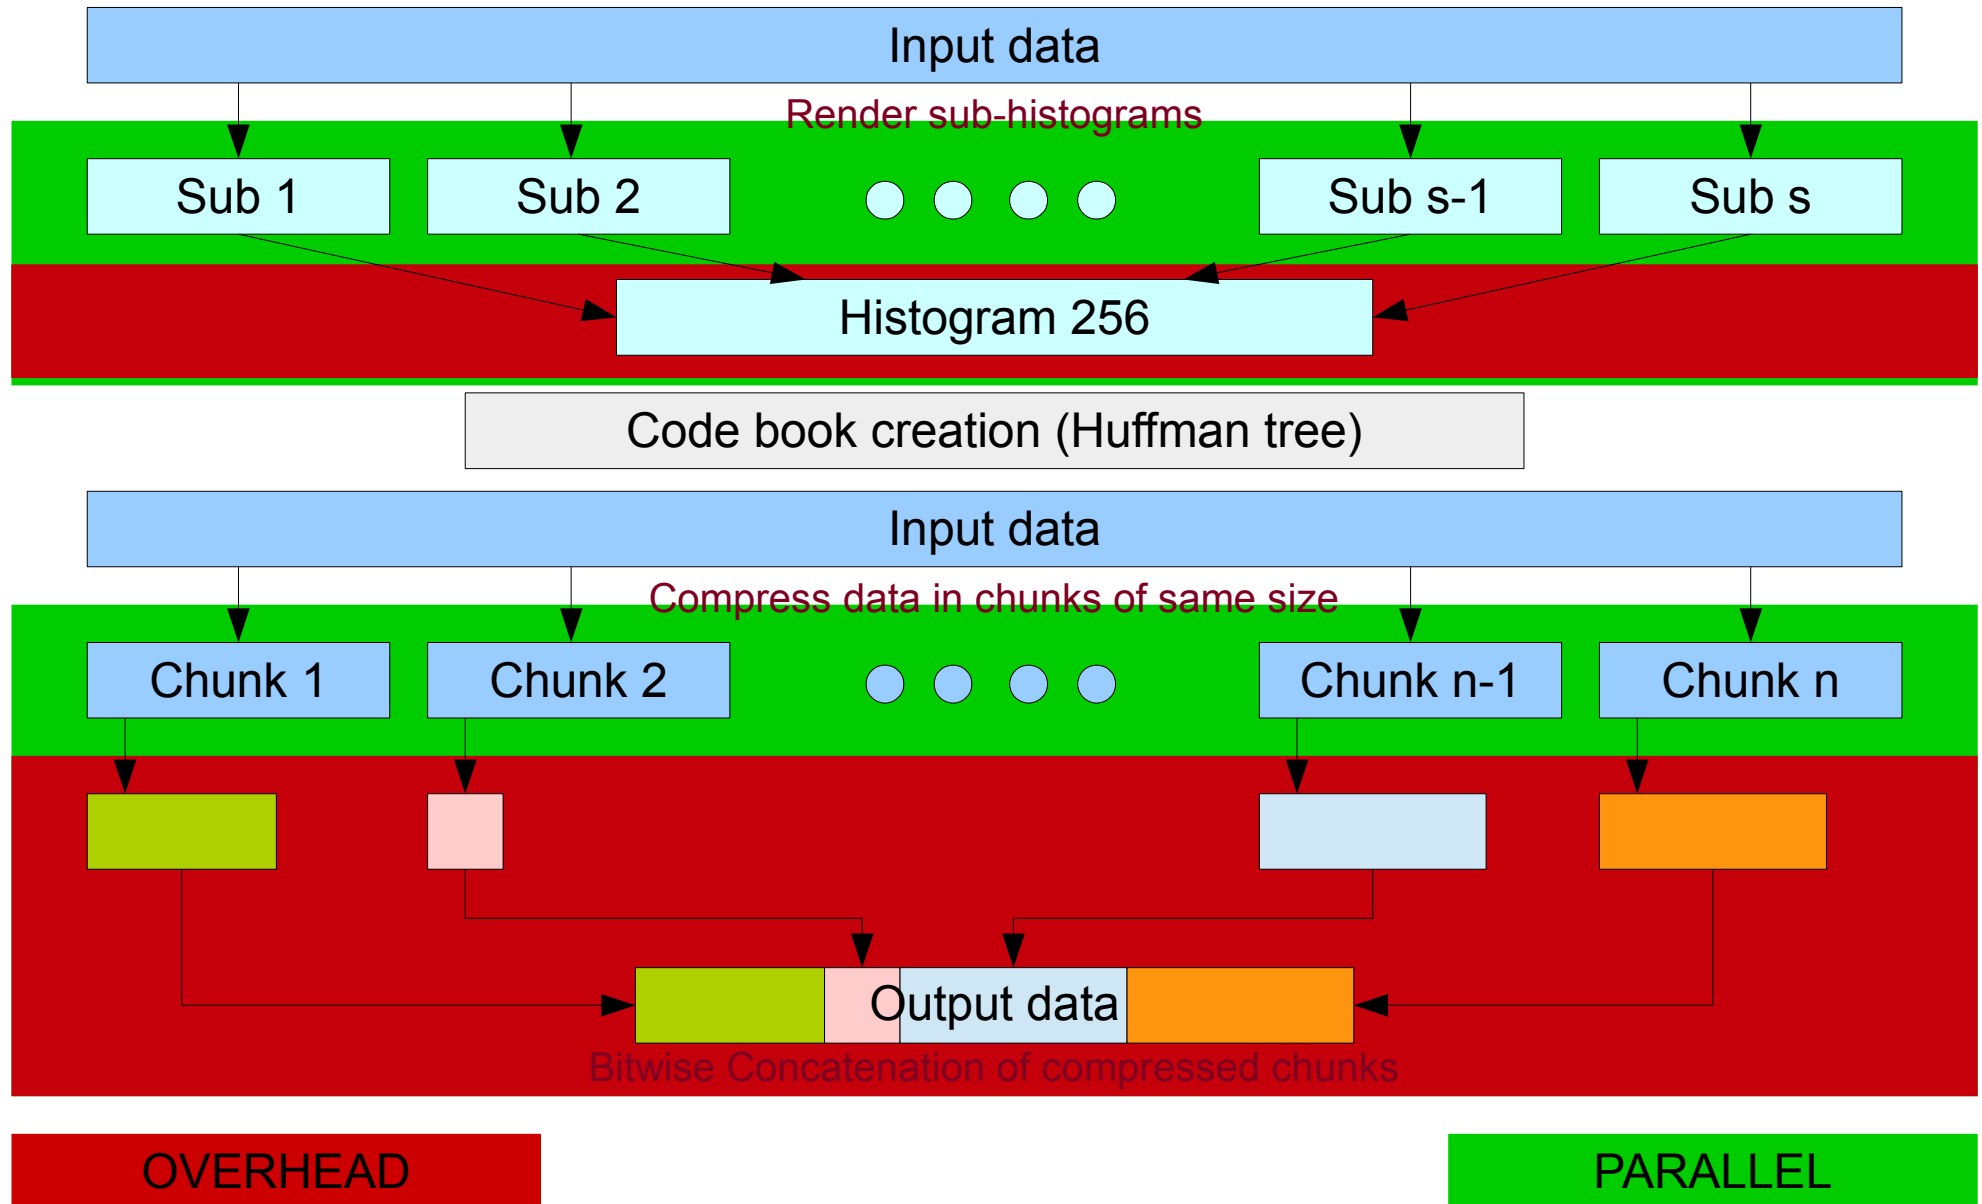 Input data
Render sub-histograms
Sub 1
Sub 2
Sub s-1
Sub s
Histogram 256
Code book creation (Huffman tree)
Input data
Compress data in chunks of same size
Chunk 1
Chunk 2
Chunk n-1
Chunk n
Output data
Bitwise Concatenation of compressed chunks
OVERHEAD
PARALLEL